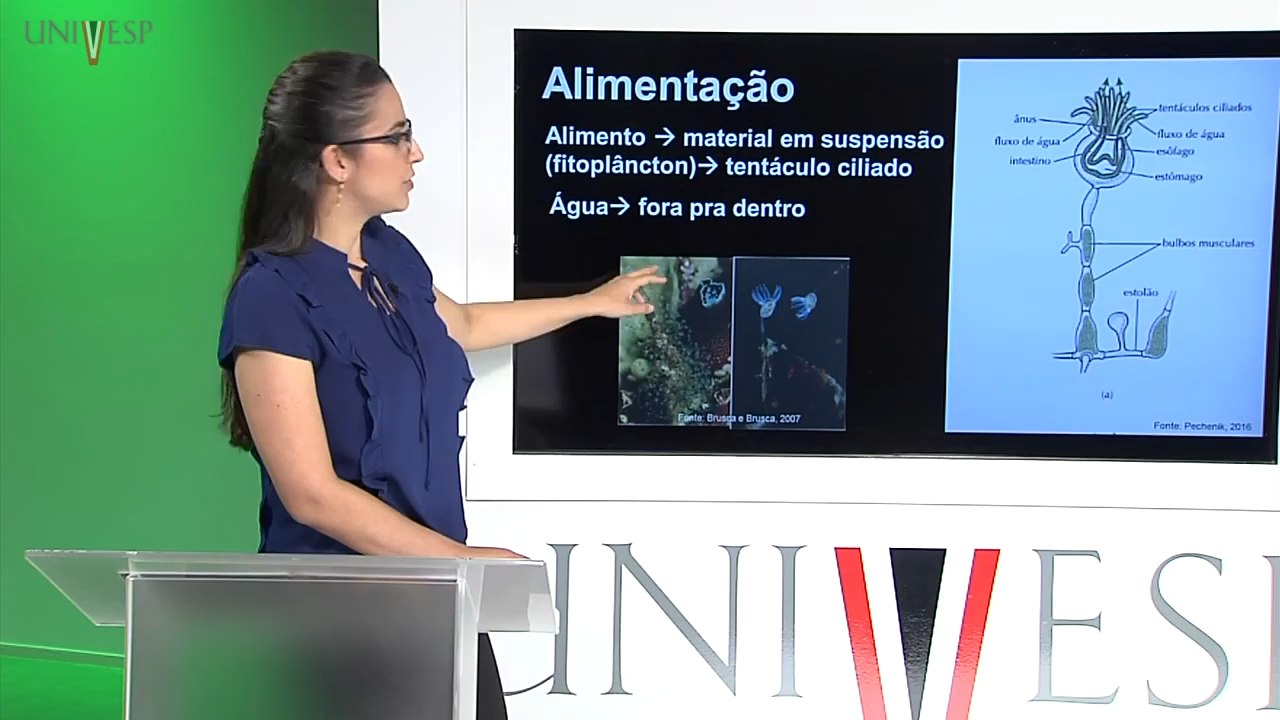 UNIVESP
Alimentação
Alimento → material em suspensão
(fitoplâncton)→ tentáculo ciliado
Água→ fora pra dentro
Fonte: Brusca e Brusca, 2007
tentáculos ciliados
ânus
fluxo de água
fluxo de água
esôfago
intestino
estômago
bulbos musculares
estolão
(a)
Fonte: Pechenik, 2016
UNIVES